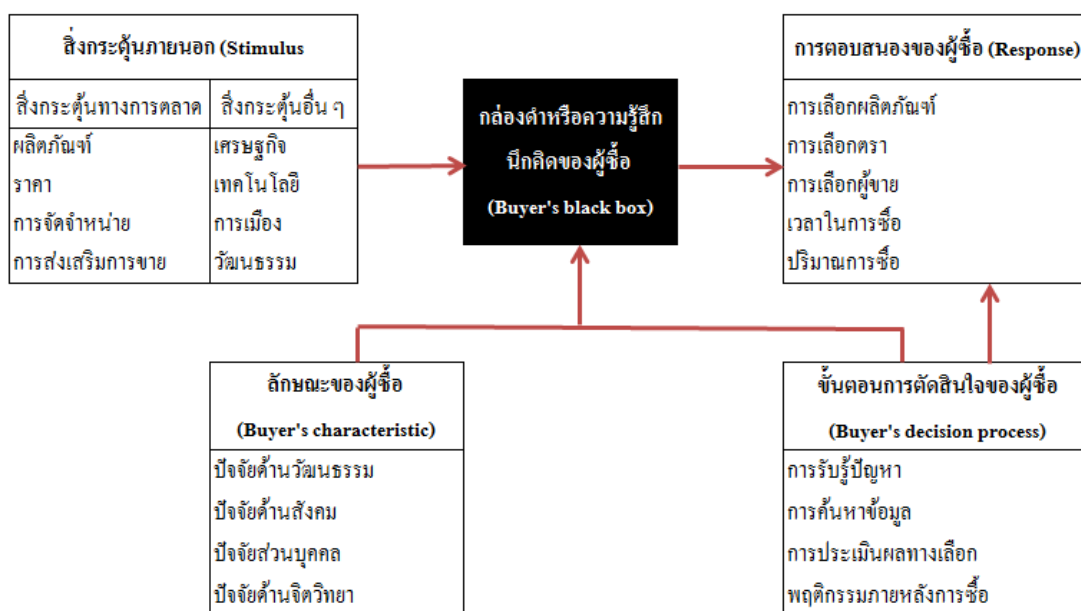 สิ่งกระตุ้นภายนอก (Stimulus
สิ่งกระตุ้นทางการตลาด
ผลิตภัณฑ์
ราคา
การจัดจำหน่าย
การส่งเสริมการขาย
สิ่งกระตุ้นอื่น ๆ
เศรษฐกิจ
เทคโนโลยี
การเมือง
วัฒนธรรม
กล่องดำหรือความรู้สึก
นึกคิดของผู้ซื้อ
(Buyer's black box)
การตอบสนองของผู้ซื้อ (Response)
การเลือกผลิตภัณฑ์
การเลือกตรา
การเลือกผู้ขาย
เวลาในการซื้อ
ปริมาณการซื้อ
ลักษณะของผู้ซื้อ
(Buyer's characteristic)
ปัจจัยด้านวัฒนธรรม
ปัจจัยด้านสังคม
ปัจจัยส่วนบุคคล
ปัจจัยด้านจิตวิทยา
ขั้นตอนการตัดสินใจของผู้ซื้อ
(Buyer's decision process)
การรับรู้ปัญหา
การค้นหาข้อมูล
การประเมินผลทางเลือก
พฤติกรรมภายหลังการซื้อ